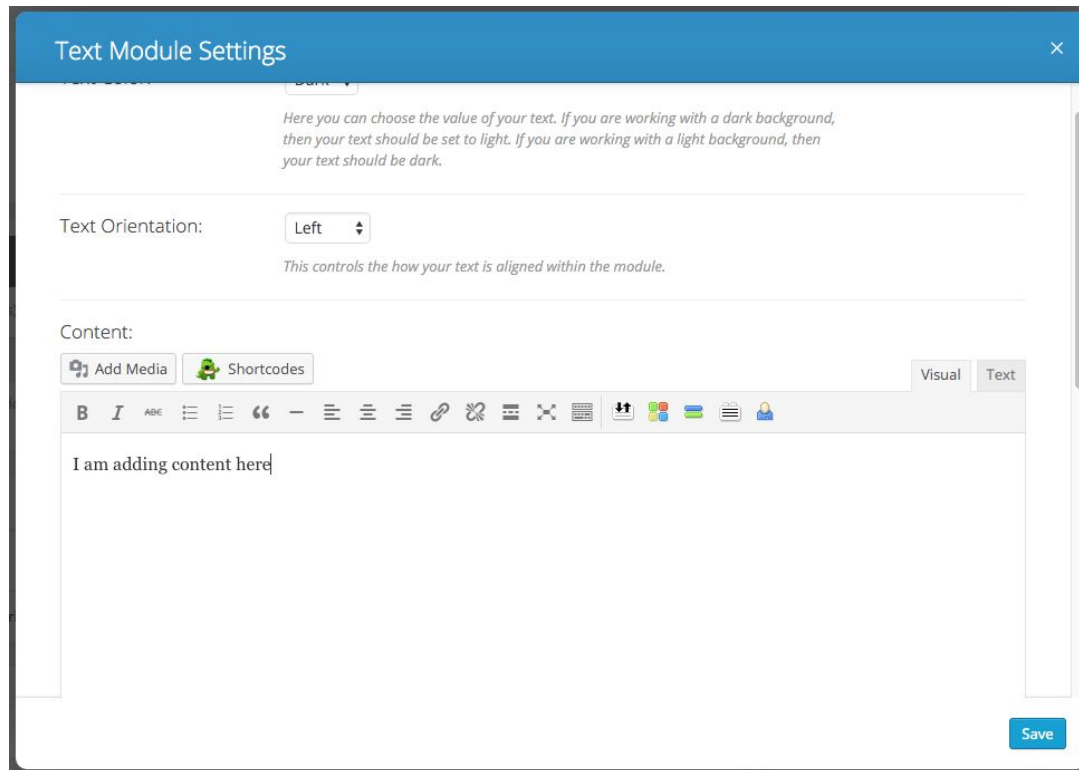 Text Module Settings
Here you can choose the value of your text. If you are working with a dark background,
then your text should be set to light. If you are working with a light background, then
your text should be dark.
Text Orientation:
Left
This controls the how your text is aligned within the module.
Content:
Add Media Shortcodes
Visual Text
B I ABC
I am adding content here
Save